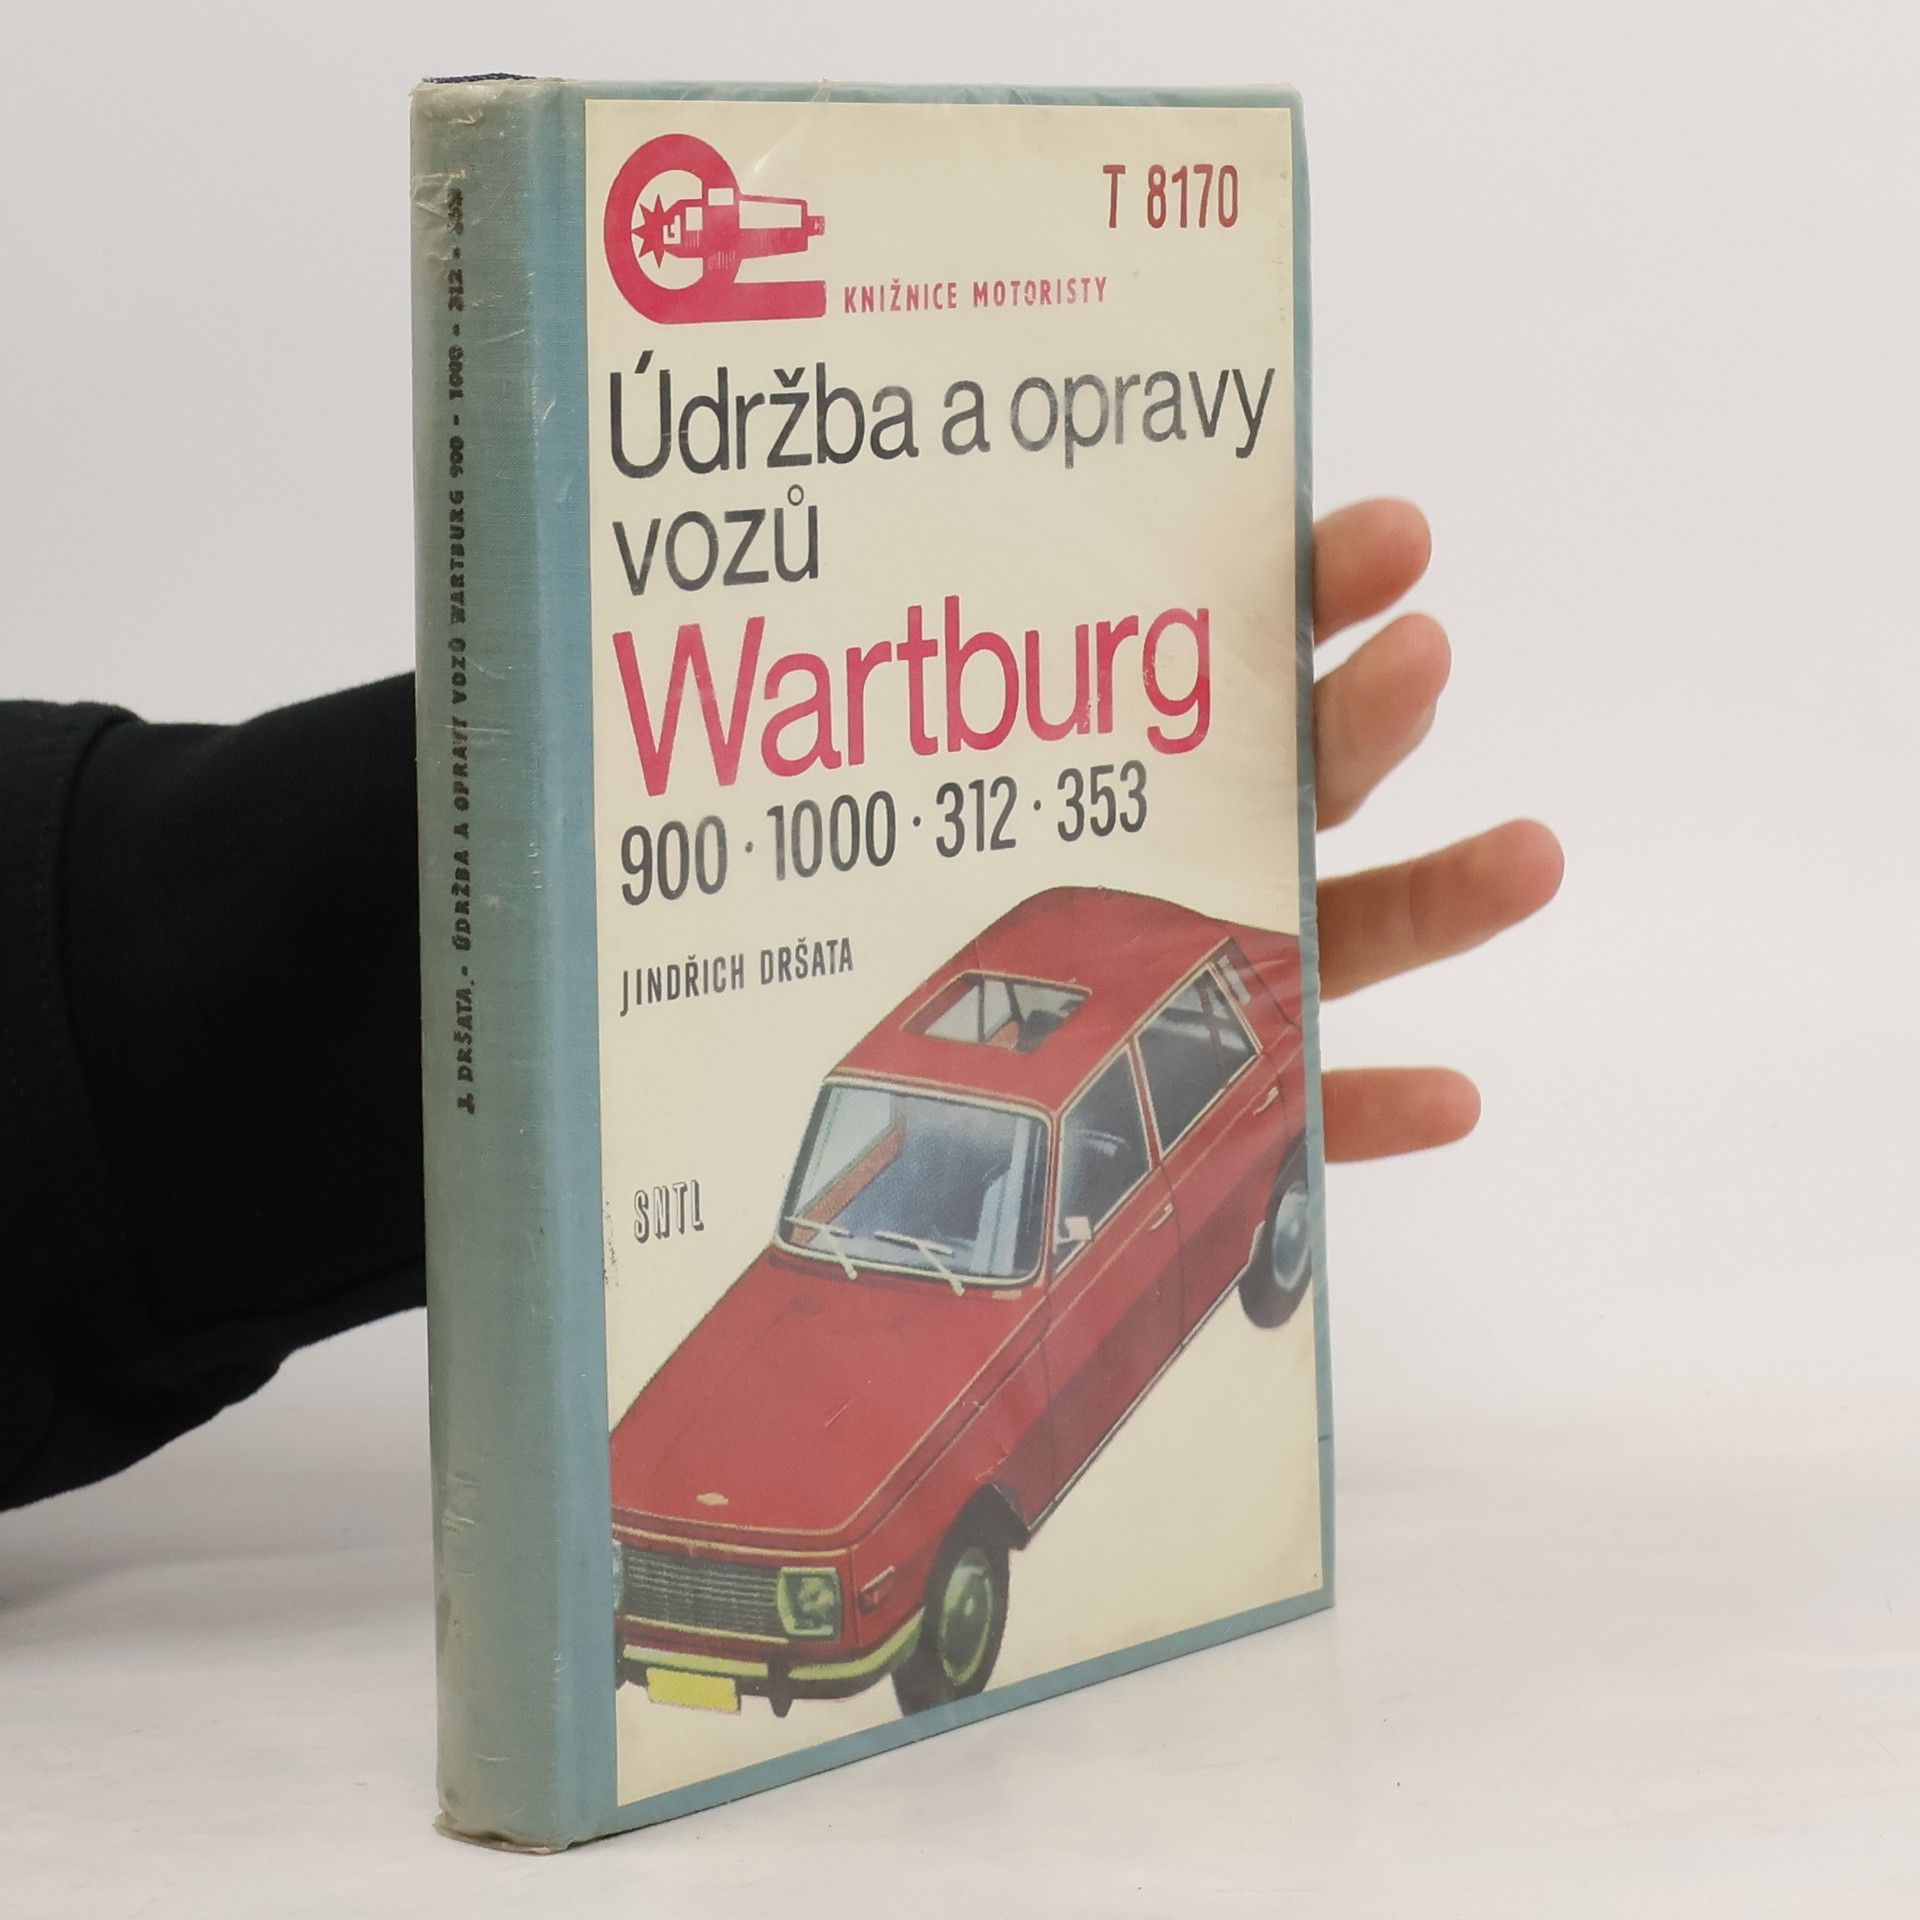 T 8170
KNIŽNICE MOTORISTY
Údržba a opravy
vozů
Wartburg
900 · 1000 · 312 · 353
JINDŘICH DRŠATA
SNTL
J. DRŠATA - ÚDRŽBA A OPRAVY VOZŮ WARTBURG 900 - 1000 - 312 - 353